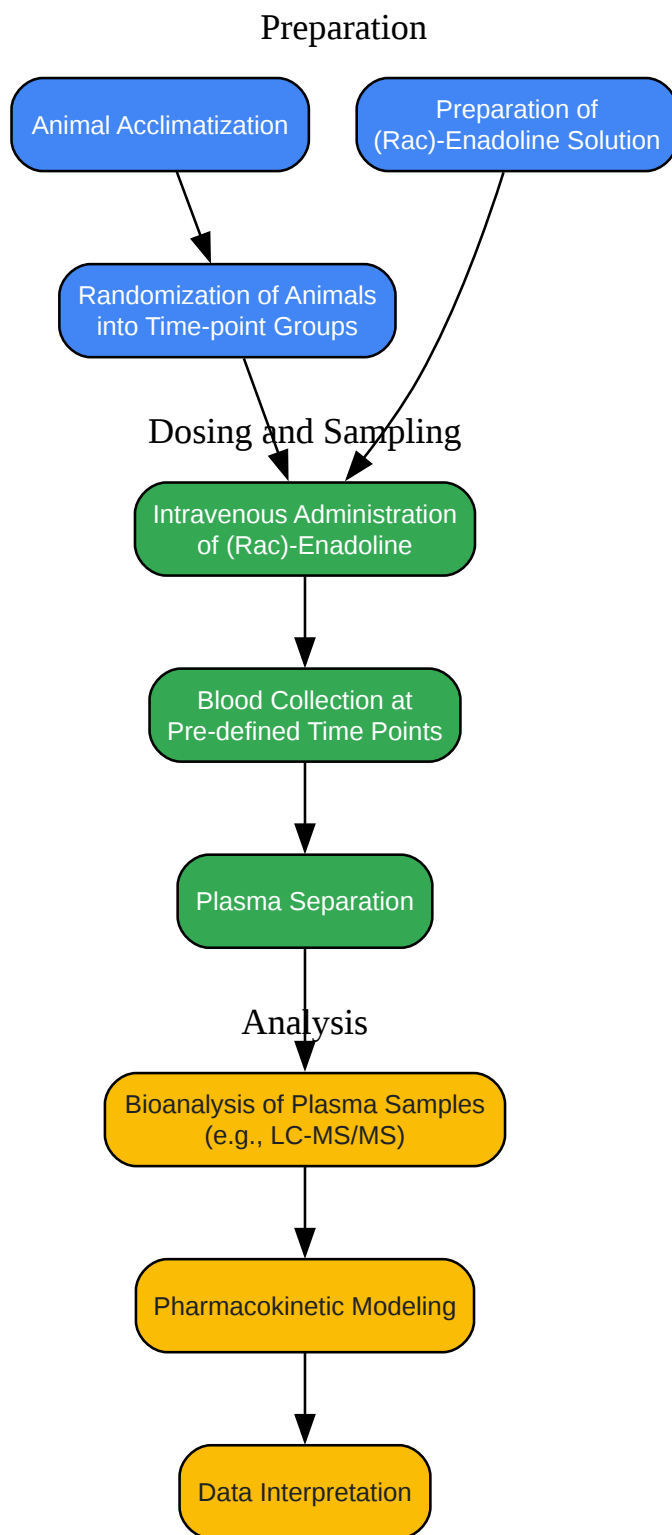 Preparation
Animal Acclimatization
Preparation of
(Rac)-Enadoline Solution
Randomization of Animals
into Time-point Groups
Dosing and Sampling
Intravenous Administration
of (Rac)-Enadoline
Blood Collection at
Pre-defined Time Points
Plasma Separation
Analysis
Bioanalysis of Plasma Samples
(e.g., LC-MS/MS)
Pharmacokinetic Modeling
Data Interpretation